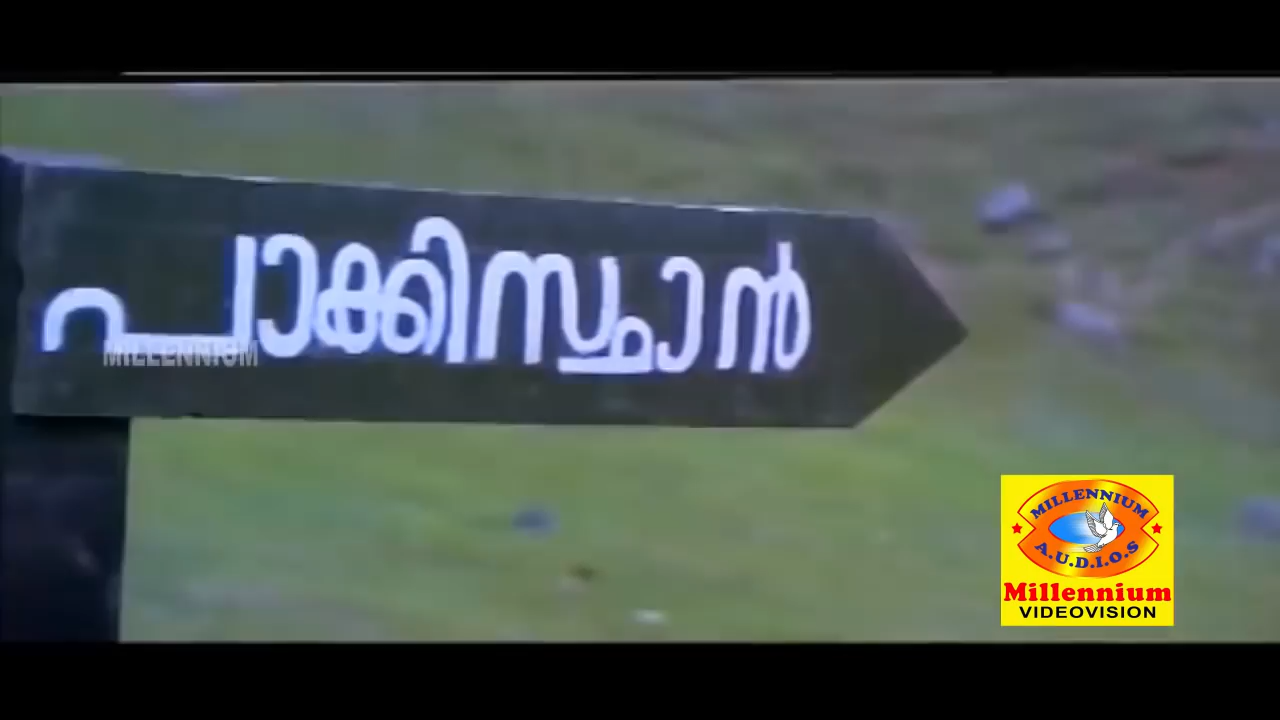 പാക്കിസ്ഥാൻ
MILLENNIUM
MILLENNIUM
A.U.D.I.O.S
Millennium
VIDEOVISION